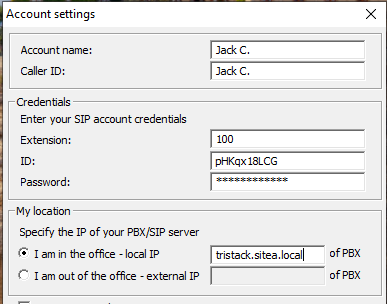 Account settings
Account name: Jack C.
Caller ID: Jack C.
Credentials
Enter your SIP account credentials
Extension: 100
ID: pHKqx18LCG
Password: ************
My location
Specify the IP of your PBX/SIP server
I am in the office - local IP tristack.sitea.local of PBX
I am out of the office - external IP of PBX